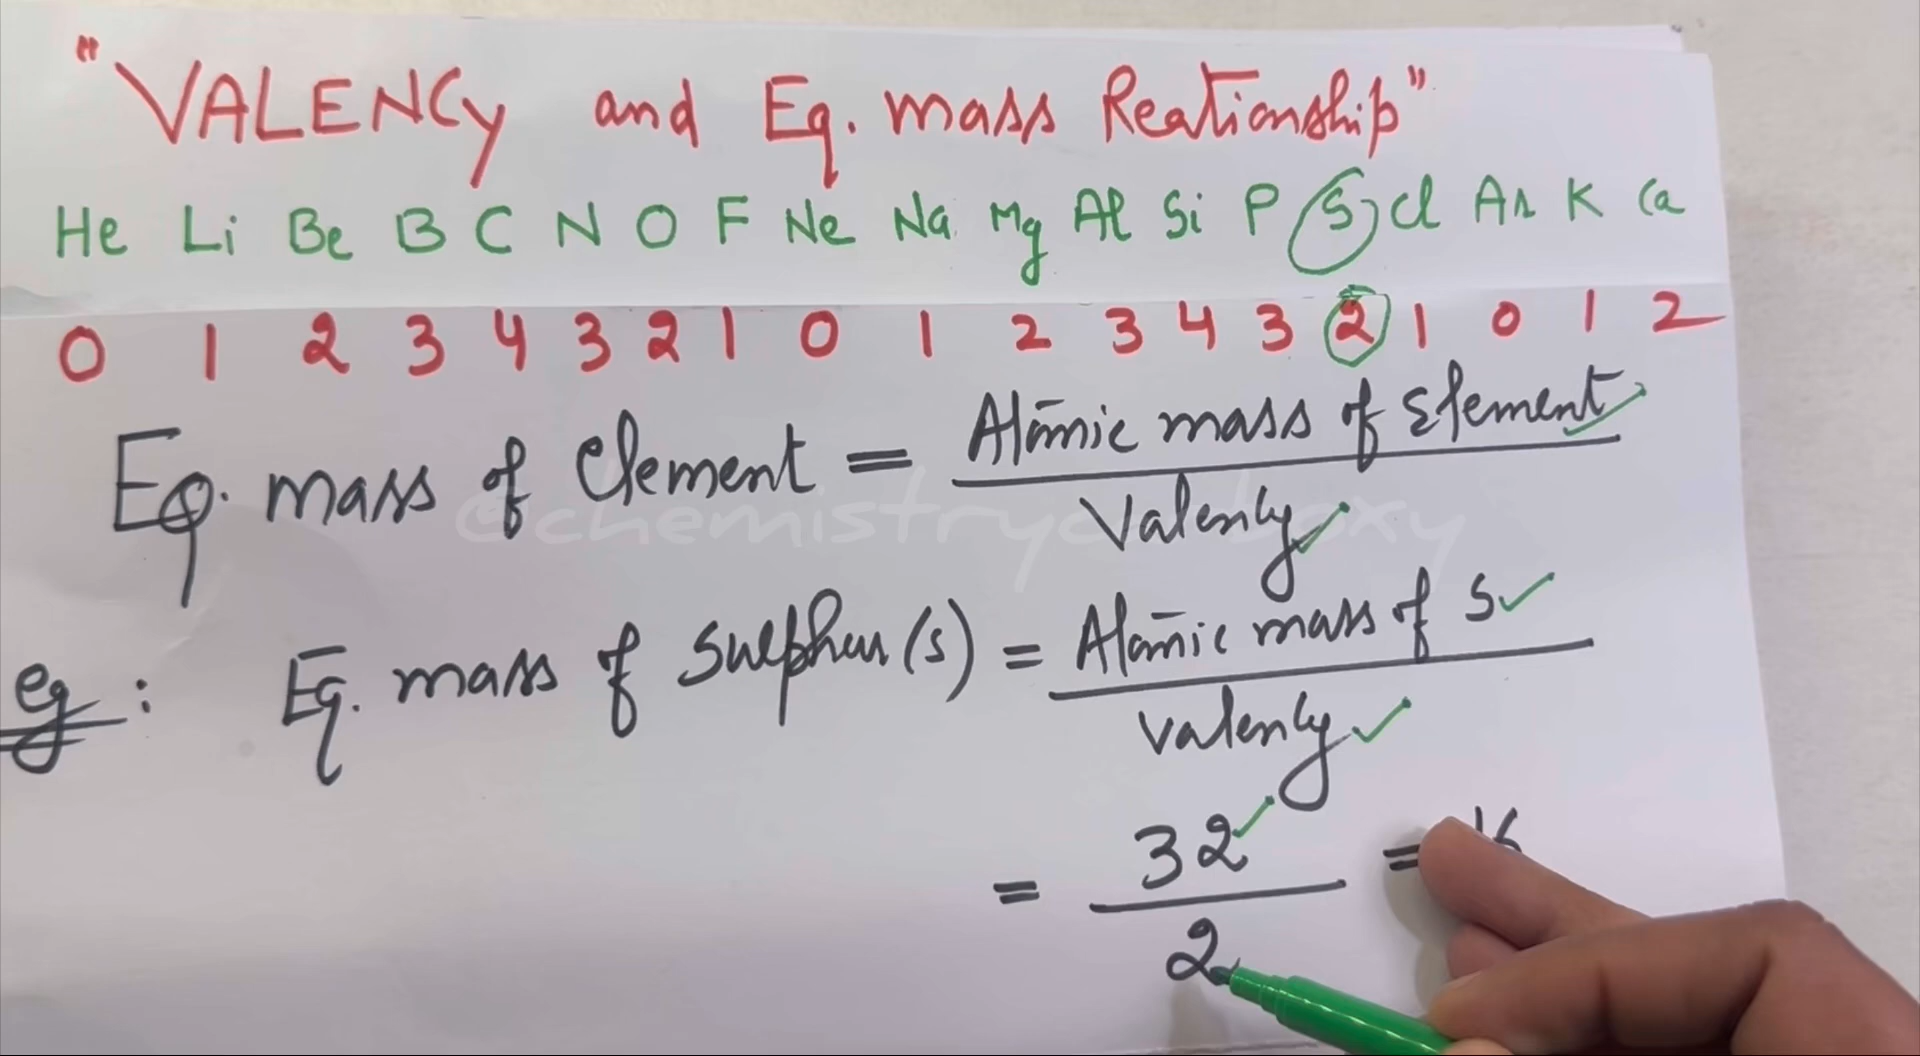 "VALENCY and Eq. mass Reationship"
He Li Be B C N O F Ne Na Mg Al Si P S Cl Ar K Ca
0 1 2 3 4 3 2 1 0 1 2 3 4 3 2 1 0 1 2
Eq. mass of Element = Atomic mass of Element
Valency
eg: Eq. mass of Sulphur (s) = Atomic mass of S
valency
= 32 = 16
2